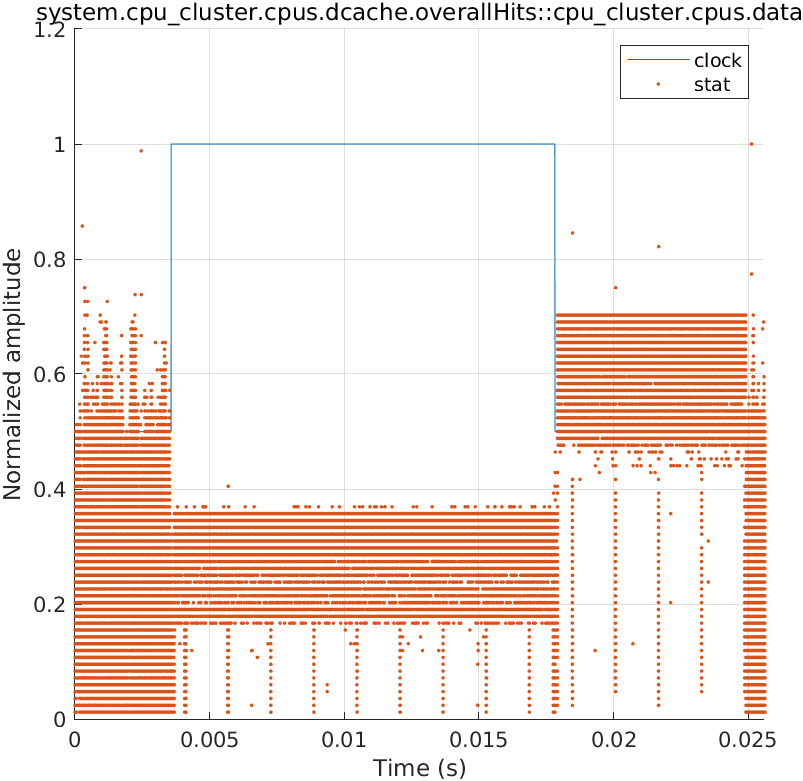 system.cpu_cluster.cpus.dcache.overallHits::cpu_cluster.cpus.data
1.2
1
0.8
0.6
0.4
0.2
0
Normalized amplitude
clock
stat
0 0.005 0.01 0.015 0.02 0.025
Time (s)